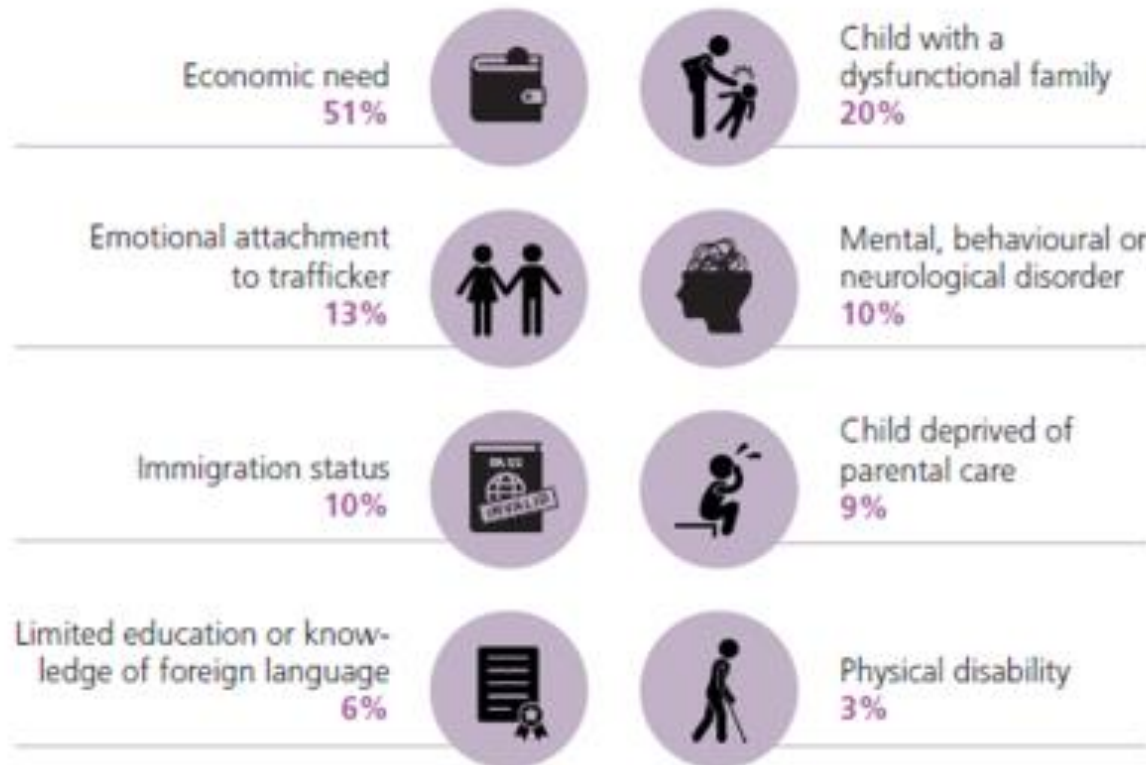 Economic need
51%
Child with a
dysfunctional family
20%
Emotional attachment
to trafficker
13%
Mental, behavioural or
neurological disorder
10%
Immigration status
10%
INVALID
Child deprived of
parental care
9%
Limited education or know-
ledge of foreign language
6%
Physical disability
3%